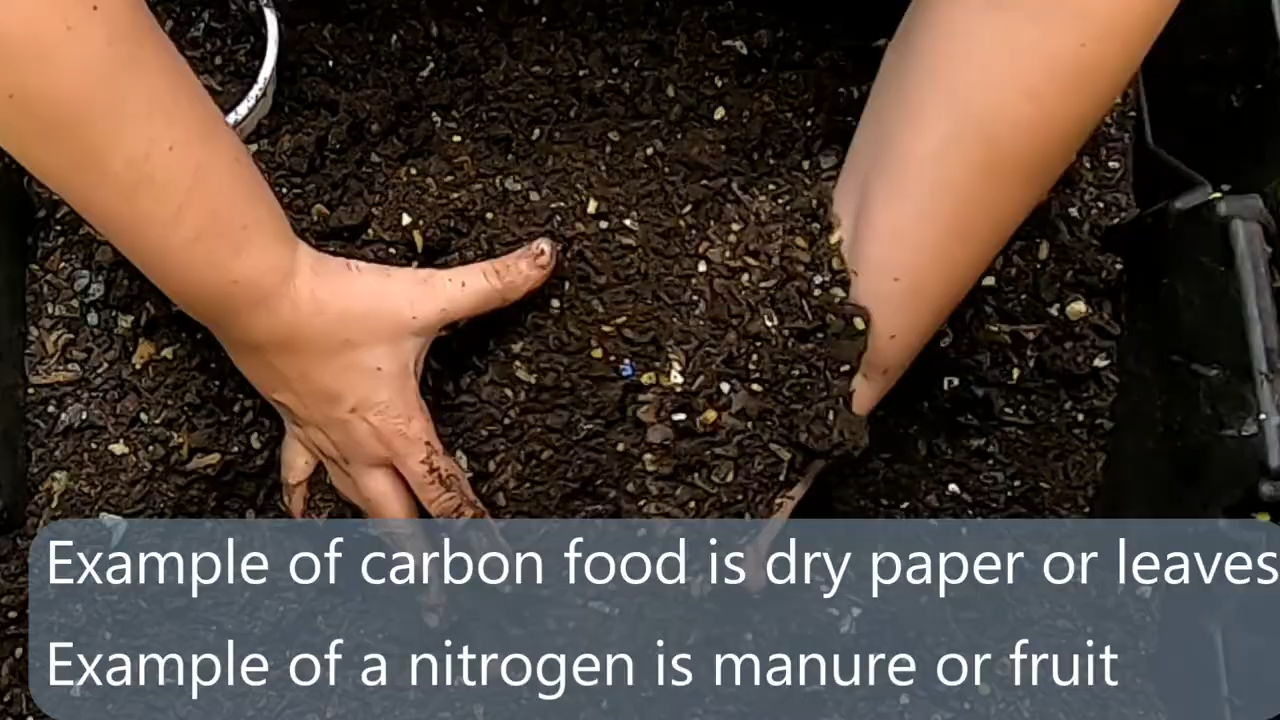 Example of carbon food is dry paper or leaves
Example of a nitrogen is manure or fruit